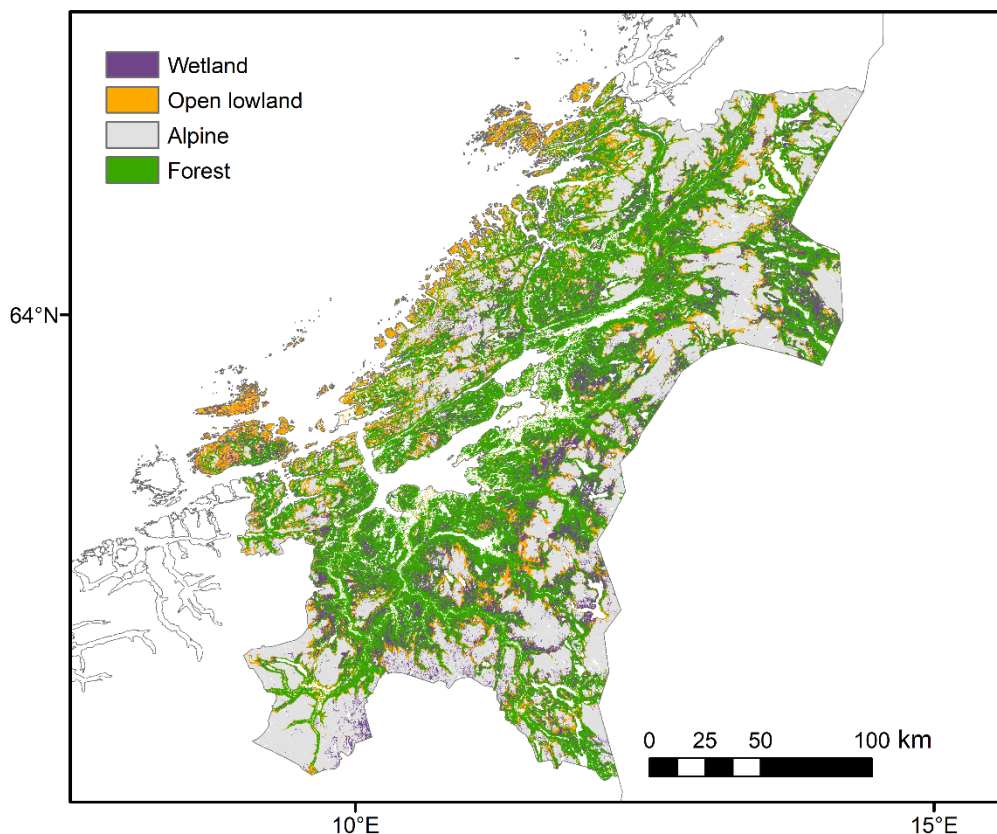 Wetland
Open lowland
Alpine
Forest
64°N
0 25 50 100 km
10°E 15°E